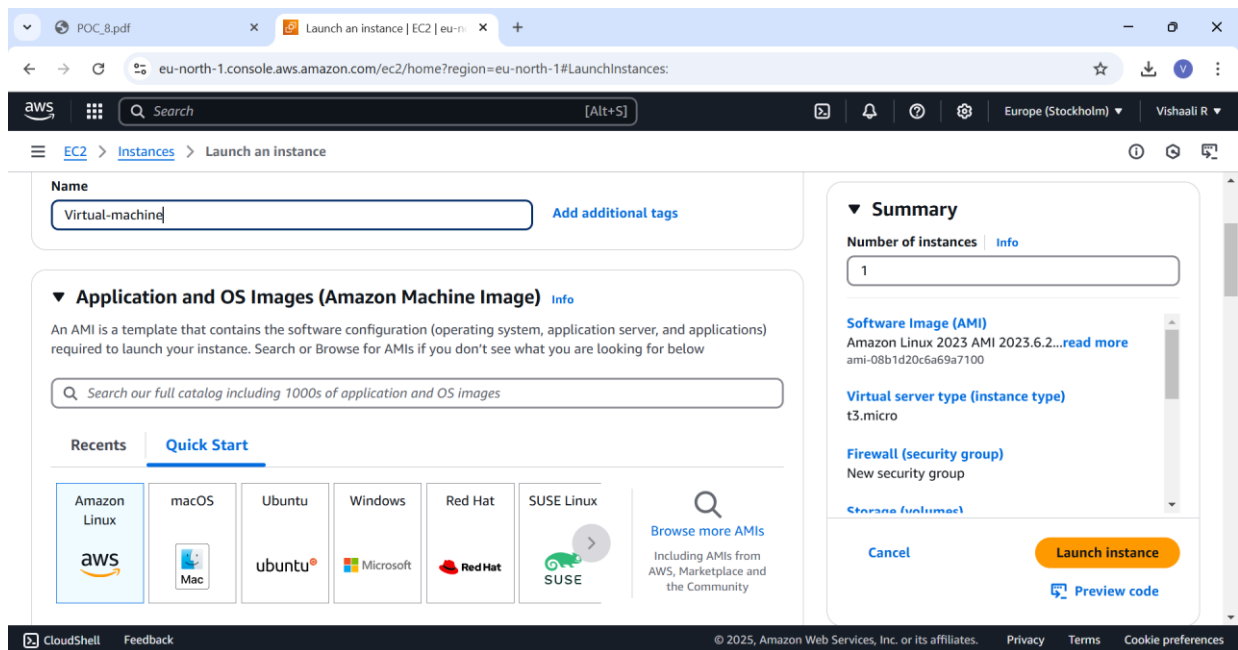 POC_8.pdf
Launch an instance | EC2 | eu-no
eu-north-1.console.aws.amazon.com/ec2/home?region=eu-north-1#LaunchInstances:
V
aws
Search
[Alt+S]
Europe (Stockholm)
Vishaali R
EC2 > Instances > Launch an instance
Name
Virtual-machine
Add additional tags
Application and OS Images (Amazon Machine Image) Info
An AMI is a template that contains the software configuration (operating system, application server, and applications)
required to launch your instance. Search or Browse for AMIs if you don't see what you are looking for below
Search our full catalog including 1000s of application and OS images
Recents
Quick Start
Amazon
Linux
aws
macOS
Mac
Ubuntu
ubuntu
Windows
Microsoft
Red Hat
Red Hat
SUSE Linux
SUSE
Browse more AMIs
Including AMIs from
AWS, Marketplace and
the Community
Summary
Number of instances Info
1
Software Image (AMI)
Amazon Linux 2023 AMI 2023.6.2...read more
ami-08b1d20c6a69a7100
Virtual server type (instance type)
t3.micro
Firewall (security group)
New security group
Storage (volumes)
Cancel
Launch instance
Preview code
CloudShell
Feedback
© 2025, Amazon Web Services, Inc. or its affiliates.
Privacy
Terms
Cookie preferences